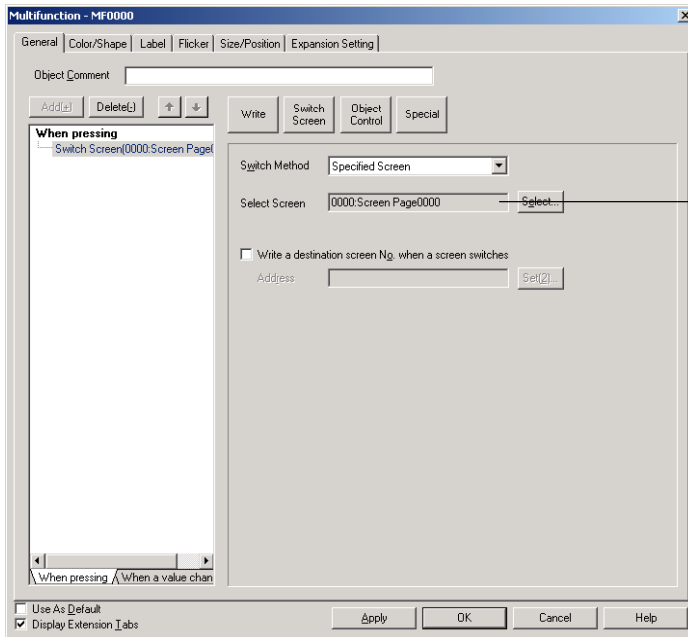 Multifunction - MF0000
General Color/Shape Label Flicker Size/Position Expansion Setting
Object Comment
Add(+) Delete(-)
Write Switch Screen Object Control Special
When pressing
Switch Screen(0000:Screen Page(
Switch Method Specified Screen
Select Screen 0000:Screen Page0000 Select...
Write a destination screen No. when a screen switches
Address Set(2)...
When pressing When a value chan
Use As Default
Display Extension Tabs
Apply OK Cancel Help